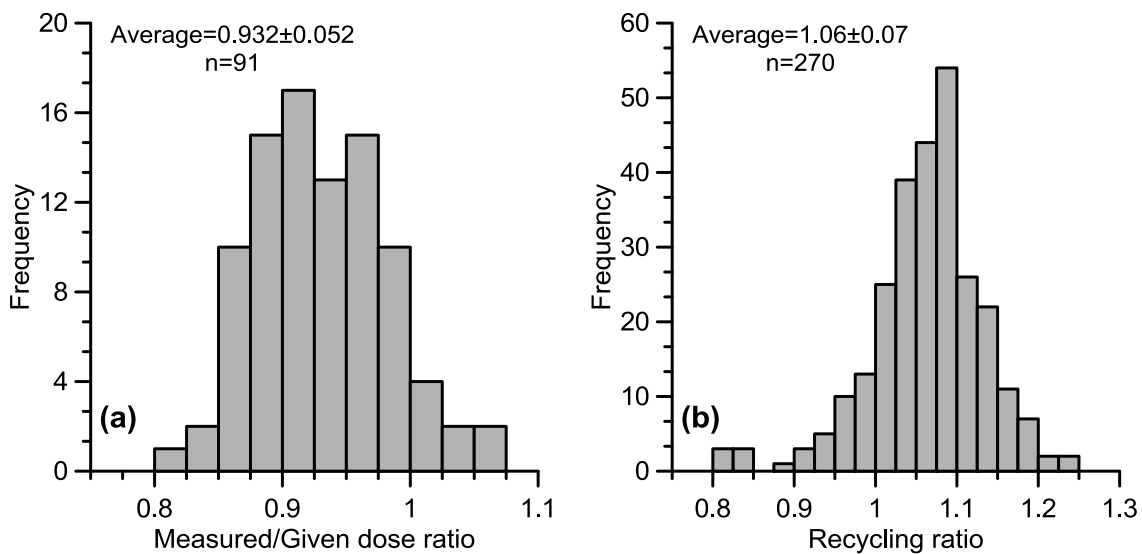 20
16
12
8
4
0
Frequency
Average=0.932±0.052
n=91
(a)
0.8
0.9
1
1.1
Measured/Given dose ratio
60
50
40
30
20
10
0
Frequency
Average=1.06±0.07
n=270
(b)
0.8
0.9
1
1.1
1.2
1.3
Recycling ratio